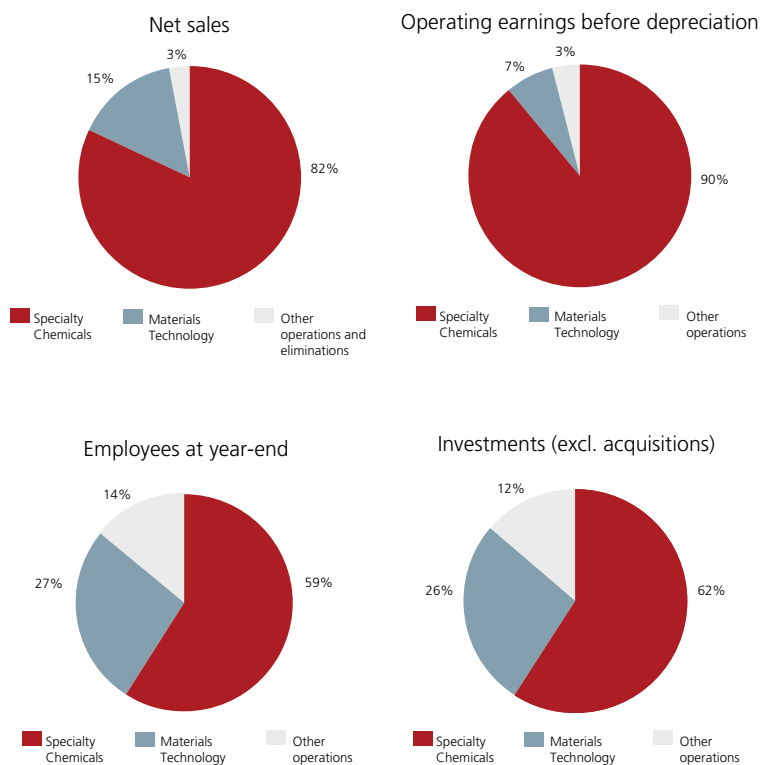 Net sales
3%
15%
82%
Specialty
Chemicals
Materials
Technology
Other
operations and
eliminations
Operating earnings before depreciation
3%
7%
90%
Specialty
Chemicals
Materials
Technology
Other
operations
Employees at year-end
14%
27%
59%
Specialty
Chemicals
Materials
Technology
Other
operations
Investments (excl. acquisitions)
12%
26%
62%
Specialty
Chemicals
Materials
Technology
Other
operations